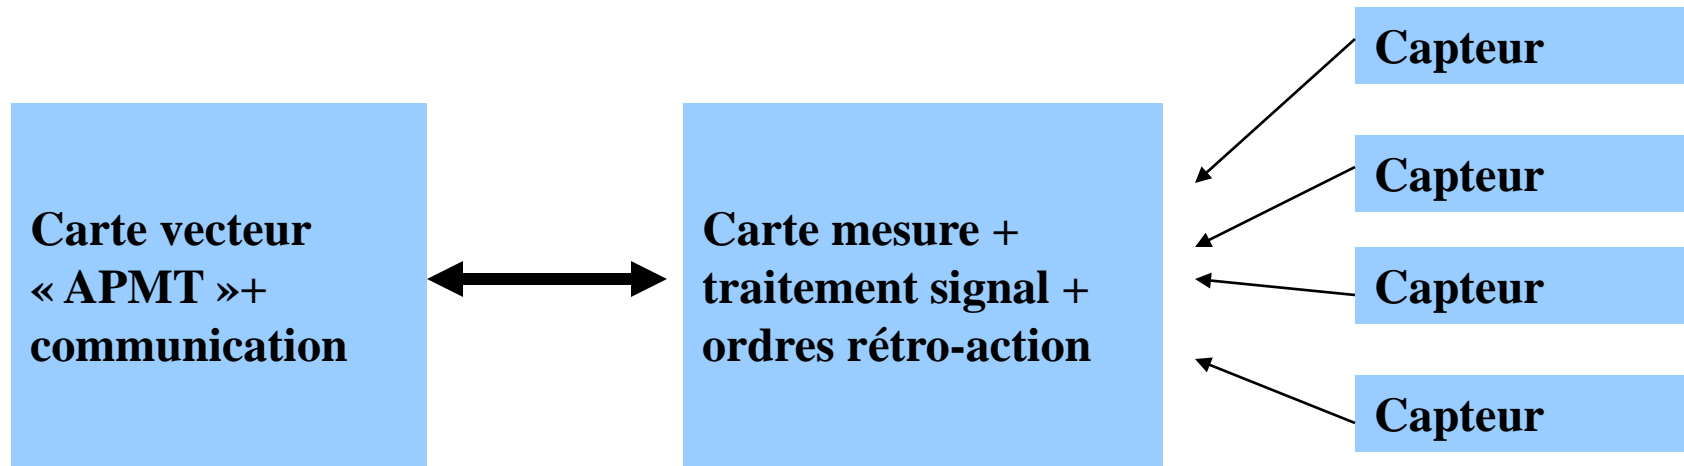 Carte vecteur
« APMT »+
communication
Carte mesure +
traitement signal +
ordres rétro-action
Capteur
Capteur
Capteur
Capteur